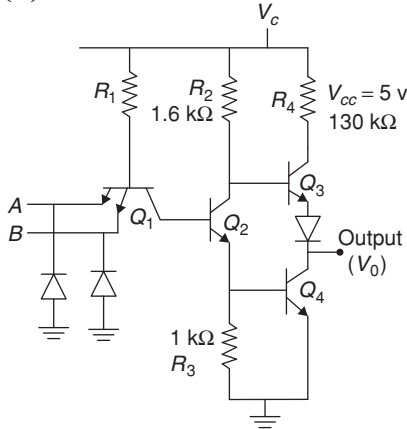 V_c
R_1
R_2
1.6 kΩ
R_4
V_cc = 5 v
130 kΩ
A
B
Q_1
Q_2
Q_3
Output
(V_0)
Q_4
1 kΩ
R_3